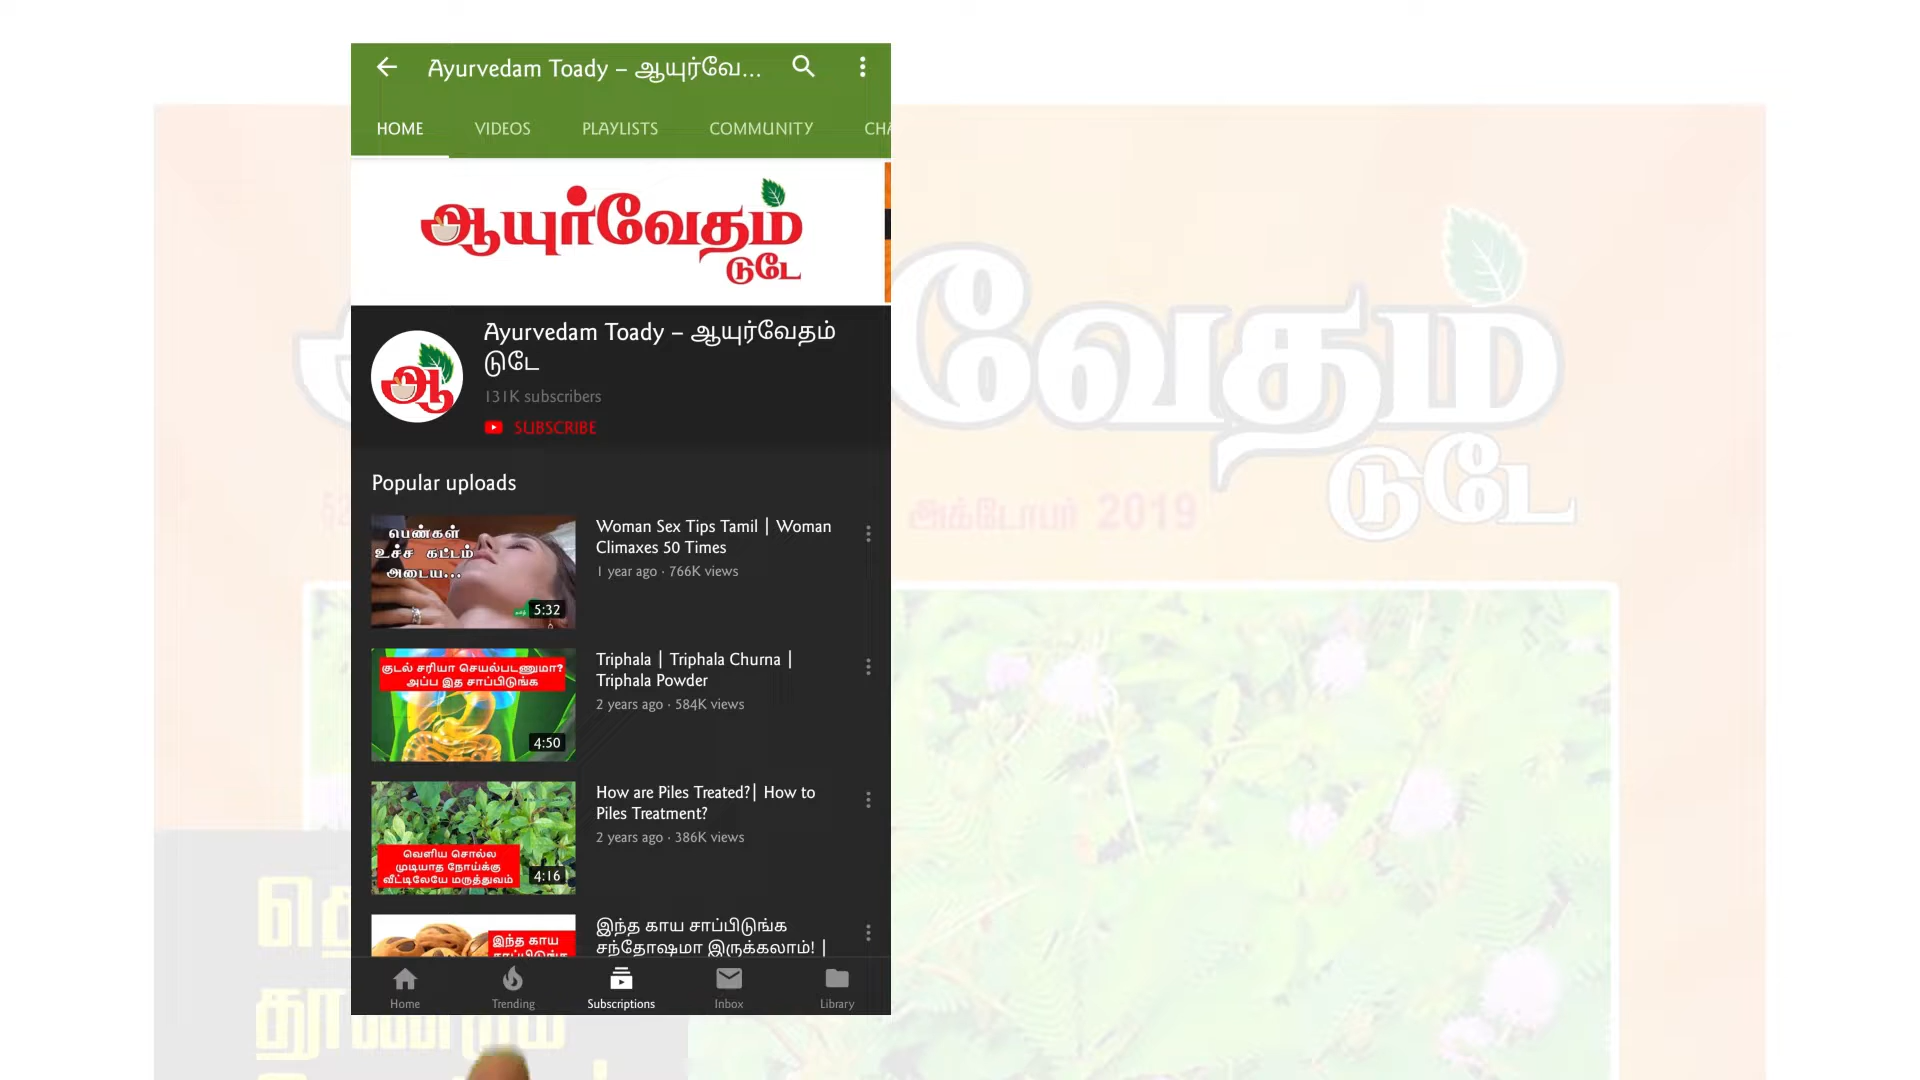 Ayurvedam Toady – ஆயுர்வே...
HOME VIDEOS PLAYLISTS COMMUNITY CHA
ஆயுர்வேதம்
டுடே
Ayurvedam Toady – ஆயுர்வேதம்
டுடே
131K subscribers
SUBSCRIBE
Popular uploads
பெண்கள்
உச்ச கட்டம்
அடைய...
5:32
Woman Sex Tips Tamil | Woman
Climaxes 50 Times
1 year ago · 766K views
குடல் சரியா செயல்படணுமா?
அப்ப இத சாப்பிடுங்க
4:50
Triphala | Triphala Churna |
Triphala Powder
2 years ago · 584K views
வெளிய சொல்ல
முடியாத நோய்க்கு
வீட்டிலேயே மருத்துவம்
4:16
How are Piles Treated?| How to
Piles Treatment?
2 years ago · 386K views
இந்த காய
சாப்பிடுங்க
இந்த காய சாப்பிடுங்க
சந்தோஷமா இருக்கலாம்! |
Home Trending Subscriptions Inbox Library
வேதம்
டுடே
அக்டோபர் 2019